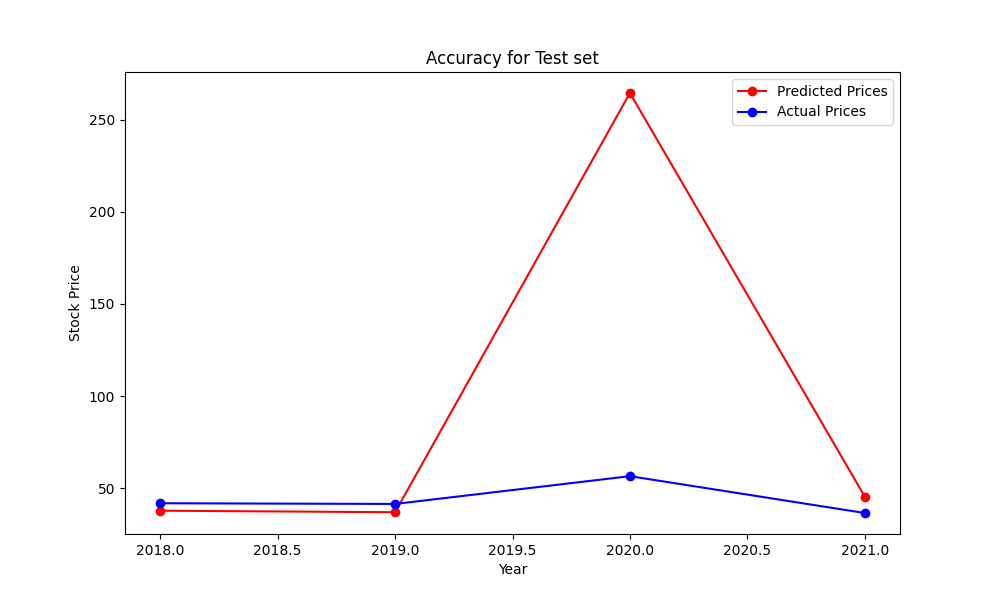 Accuracy for Test set
Predicted Prices
Actual Prices
250
200
150
100
50
Stock Price
2018.0 2018.5 2019.0 2019.5 2020.0 2020.5 2021.0
Year